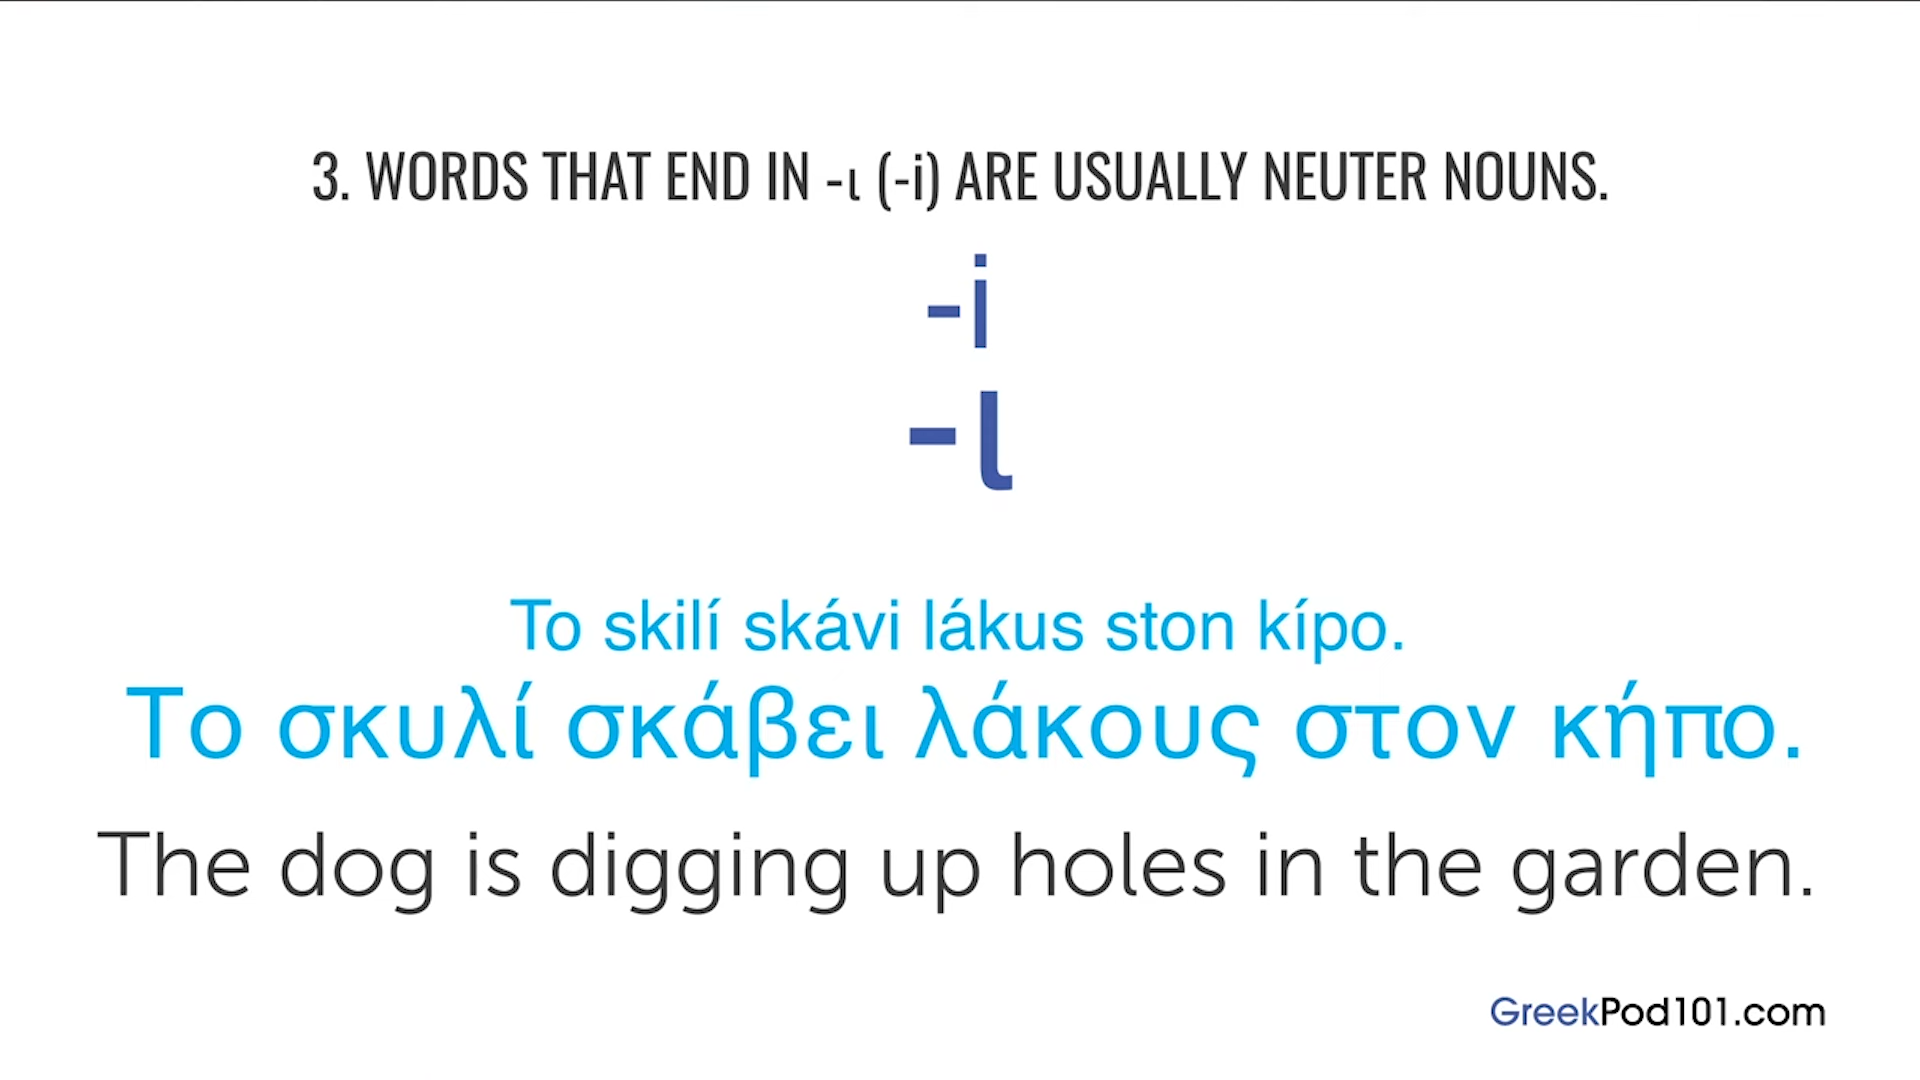 3. WORDS THAT END IN -ι (-i) ARE USUALLY NEUTER NOUNS.
-i
-ι
To skilí skávi lákus ston kípo.
Το σκυλί σκάβει λάκους στον κήπο.
The dog is digging up holes in the garden.
GreekPod101.com